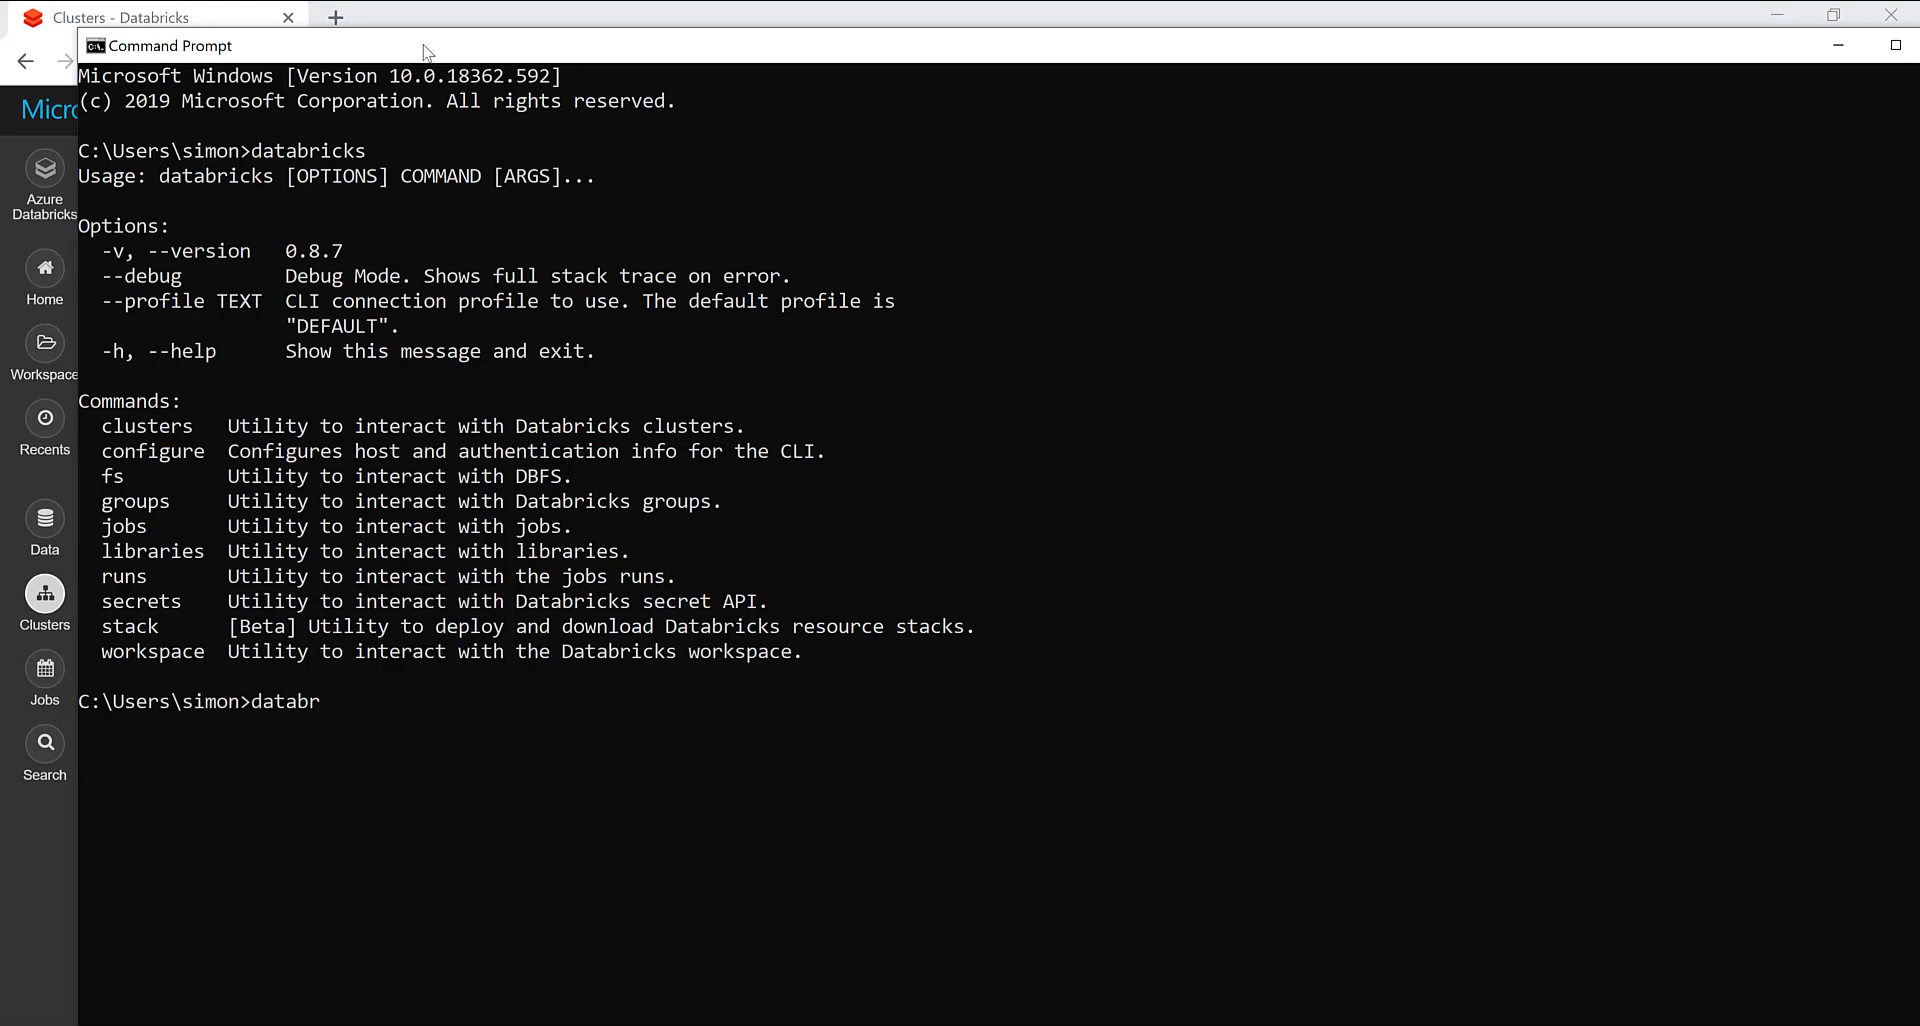 Clusters - Databricks
Command Prompt
Micro
Microsoft Windows [Version 10.0.18362.592]
(c) 2019 Microsoft Corporation. All rights reserved.
C:\Users\simon>databricks
Usage: databricks [OPTIONS] COMMAND [ARGS]...
Options:
-v, --version 0.8.7
--debug Debug Mode. Shows full stack trace on error.
--profile TEXT CLI connection profile to use. The default profile is
"DEFAULT".
-h, --help Show this message and exit.
Commands:
clusters Utility to interact with Databricks clusters.
configure Configures host and authentication info for the CLI.
fs Utility to interact with DBFS.
groups Utility to interact with Databricks groups.
jobs Utility to interact with jobs.
libraries Utility to interact with libraries.
runs Utility to interact with the jobs runs.
secrets Utility to interact with Databricks secret API.
stack [Beta] Utility to deploy and download Databricks resource stacks.
workspace Utility to interact with the Databricks workspace.
C:\Users\simon>databr
Azure
Databricks
Home
Workspace
Recents
Data
Clusters
Jobs
Search